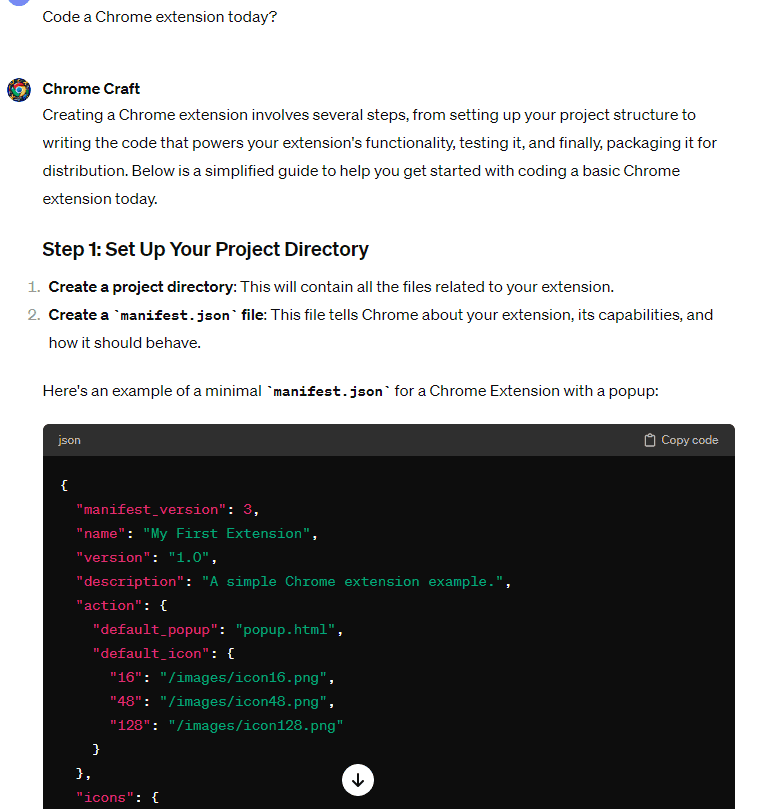 Code a Chrome extension today?
Chrome Craft
Creating a Chrome extension involves several steps, from setting up your project structure to
writing the code that powers your extension's functionality, testing it, and finally, packaging it for
distribution. Below is a simplified guide to help you get started with coding a basic Chrome
extension today.
Step 1: Set Up Your Project Directory
1. Create a project directory: This will contain all the files related to your extension.
2. Create a `manifest.json` file: This file tells Chrome about your extension, its capabilities, and
how it should behave.
Here's an example of a minimal `manifest.json` for a Chrome Extension with a popup:
json
Copy code
{
"manifest_version": 3,
"name": "My First Extension",
"version": "1.0",
"description": "A simple Chrome extension example.",
"action": {
"default_popup": "popup.html",
"default_icon": {
"16": "/images/icon16.png",
"48": "/images/icon48.png",
"128": "/images/icon128.png"
}
},
"icons": {